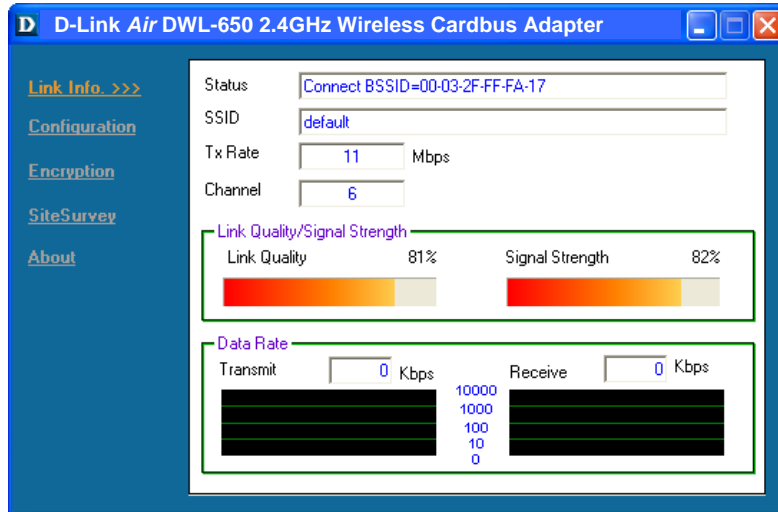 D D-Link Air DWL-650 2.4GHz Wireless Cardbus Adapter
Link Info. >>>
Configuration
Encryption
SiteSurvey
About
Status Connect BSSID=00-03-2F-FF-FA-17
SSID default
Tx Rate 11 Mbps
Channel 6
Link Quality/Signal Strength
Link Quality 81% Signal Strength 82%
Data Rate
Transmit 0 Kbps Receive 0 Kbps
10000
1000
100
10
0